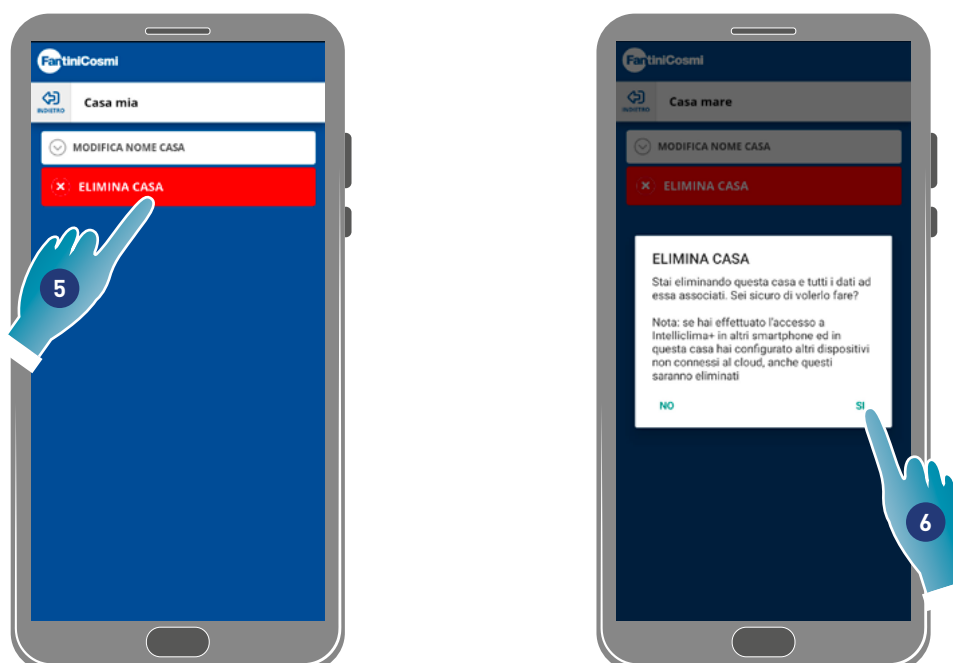 FantiniCosmi
INDIETRO
Casa mia
MODIFICA NOME CASA
ELIMINA CASA
5
FantiniCosmi
INDIETRO
Casa mare
MODIFICA NOME CASA
ELIMINA CASA
ELIMINA CASA
Stai eliminando questa casa e tutti i dati ad
essa associati. Sei sicuro di volerlo fare?
Nota: se hai effettuato l'accesso a
Intelliclima+ in altri smartphone ed in
questa casa hai configurato altri dispositivi
non connessi al cloud, anche questi
saranno eliminati
NO
SI
6